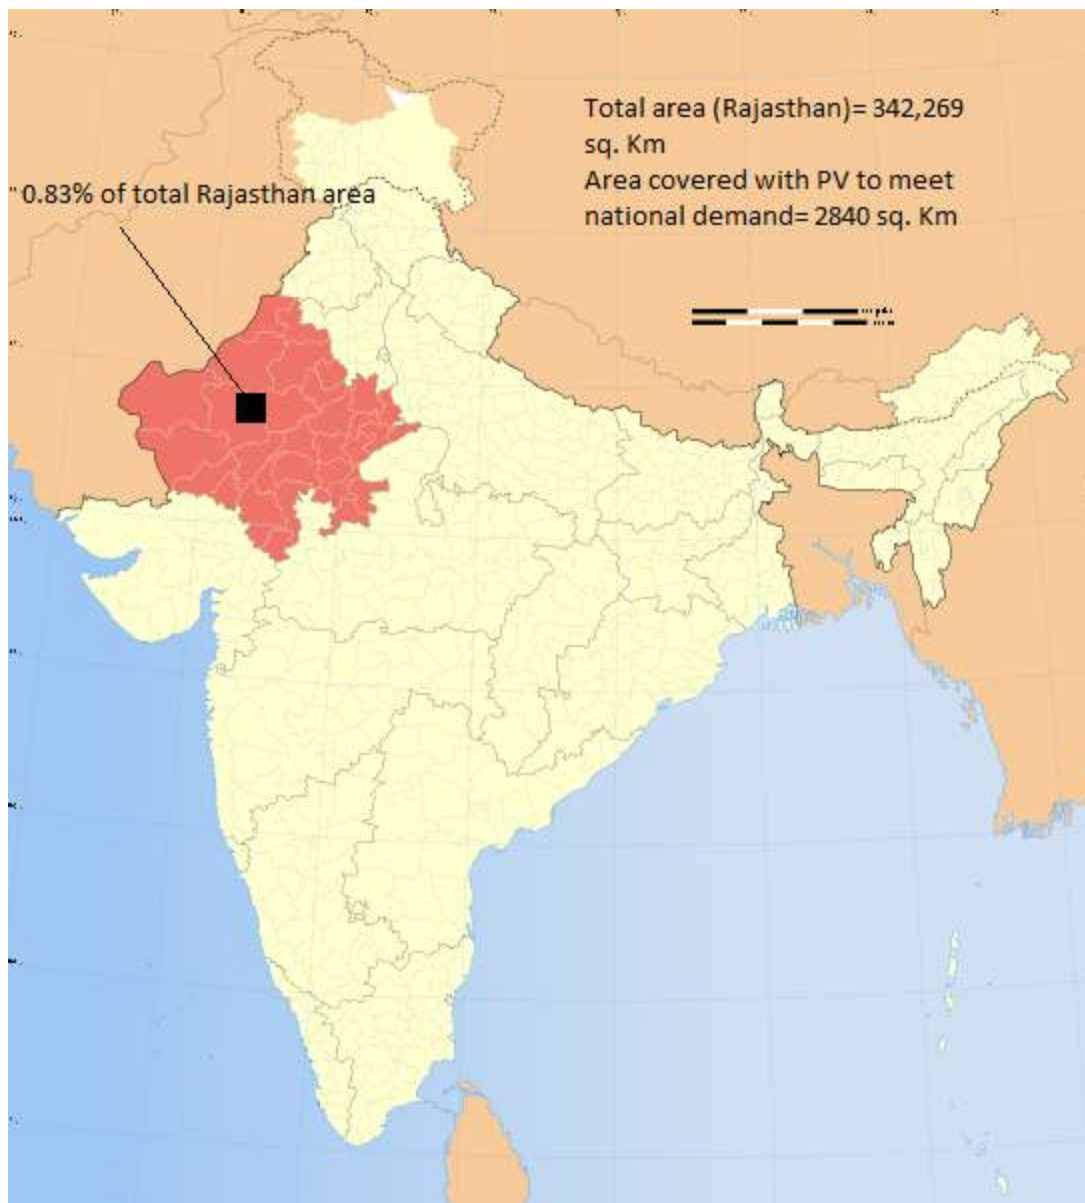 Total area (Rajasthan)= 342,269
sq. Km
Area covered with PV to meet
national demand= 2840 sq. Km
0.83% of total Rajasthan area